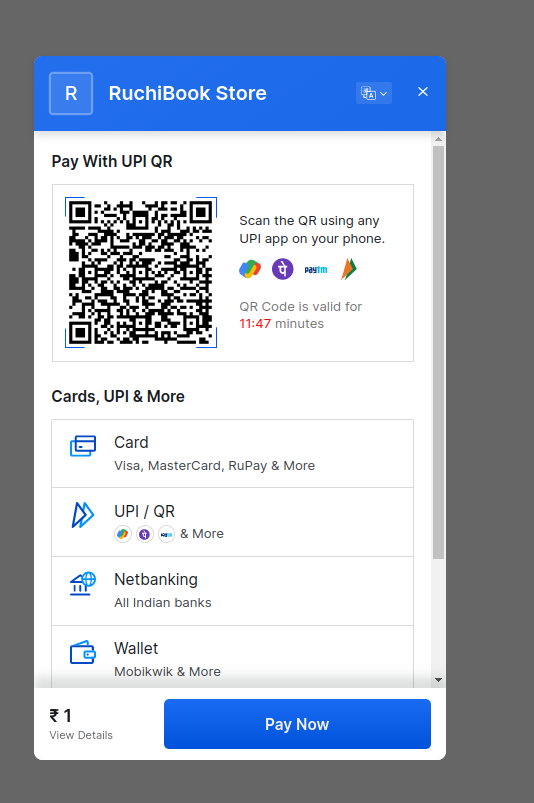 R
RuchiBook Store
Pay With UPI QR
Scan the QR using any
UPI app on your phone.
पे paytm
QR Code is valid for
11:47 minutes
Cards, UPI & More
Card
Visa, MasterCard, RuPay & More
UPI / QR
पे paytm & More
Netbanking
All Indian banks
Wallet
Mobikwik & More
₹ 1
View Details
Pay Now